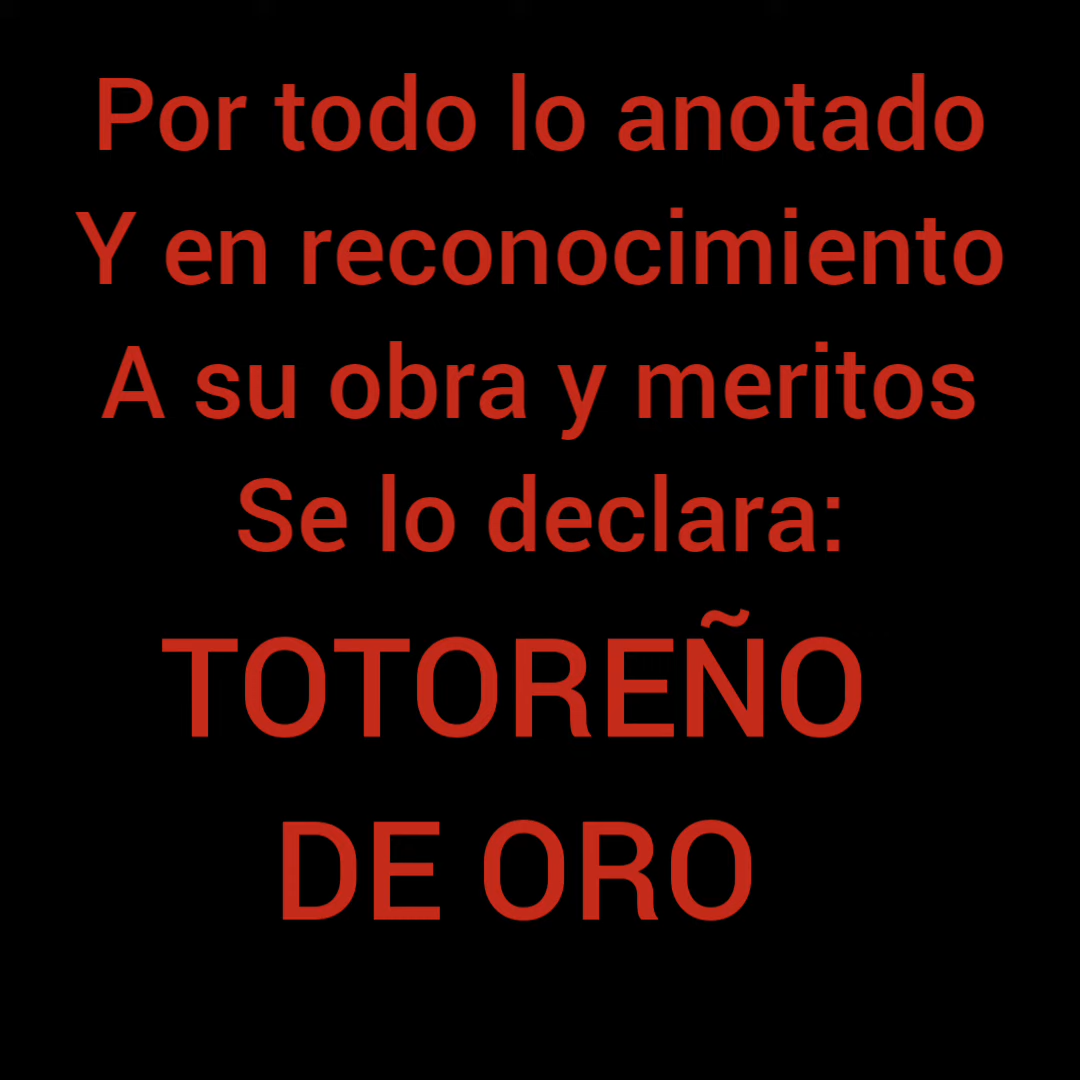 Por todo lo anotado
Y en reconocimiento
A su obra y meritos
Se lo declara:
TOTOREÑO
DE ORO